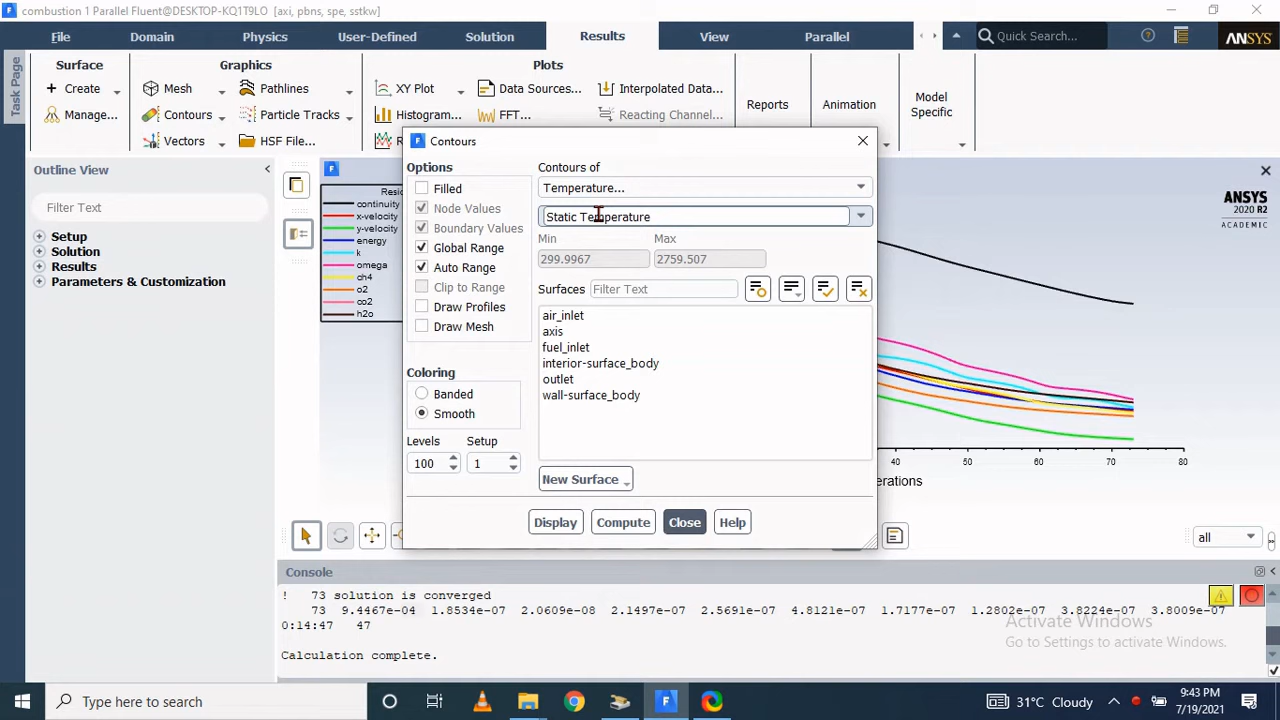 combustion 1 Parallel Fluent@DESKTOP-KQ1T9LO [axi, pbns, spe, sstkw]
File Domain Physics User-Defined Solution Results View Parallel Quick Search... ANSYS
Task Page
Surface
Create
Manage...
Graphics
Mesh
Contours
Vectors
Pathlines
Particle Tracks
HSF File...
Plots
XY Plot
Histogram...
Data Sources...
FFT...
Interpolated Data...
Reacting Channel...
Reports
Animation
Model Specific
Outline View
Filter Text
Setup
Solution
Results
Parameters & Customization
continuity
x-velocity
y-velocity
energy
k
omega
ch4
o2
co2
h2o
Contours
Options
Filled
Node Values
Boundary Values
Global Range
Auto Range
Clip to Range
Draw Profiles
Draw Mesh
Coloring
Banded
Smooth
Levels Setup
100 1
Contours of
Temperature...
Static Temperature
Min Max
299.9967 2759.507
Surfaces Filter Text
air_inlet
axis
fuel_inlet
interior-surface_body
outlet
wall-surface_body
New Surface
Display Compute Close Help
ANSYS
2020 R2
ACADEMIC
40 50 60 70 80
all
Console
! 73 solution is converged
73 9.4467e-04 1.8534e-07 2.0609e-08 2.1497e-07 2.5691e-07 4.8121e-07 1.7177e-07 1.2802e-07 3.8224e-07 3.8009e-07
0:14:47 47
Calculation complete.
Activate Windows
Go to Settings to activate Windows.
Type here to search
31°C Cloudy
9:43 PM
7/19/2021